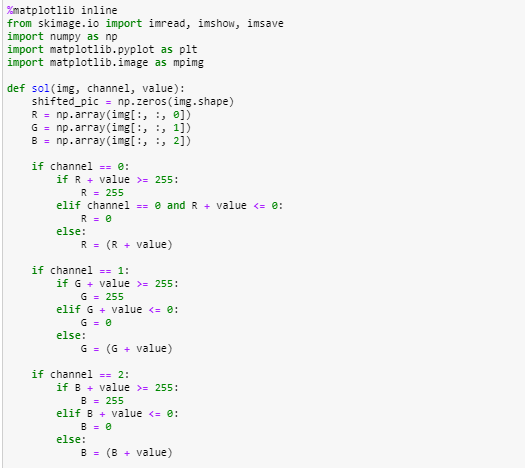 %matplotlib inline
from skimage.io import imread, imshow, imsave
import numpy as np
import matplotlib.pyplot as plt
import matplotlib.image as mpimg

def sol(img, channel, value):
    shifted_pic = np.zeros(img.shape)
    R = np.array(img[:, :, 0])
    G = np.array(img[:, :, 1])
    B = np.array(img[:, :, 2])

    if channel == 0:
        if R + value >= 255:
            R = 255
        elif channel == 0 and R + value <= 0:
            R = 0
        else:
            R = (R + value)

    if channel == 1:
        if G + value >= 255:
            G = 255
        elif G + value <= 0:
            G = 0
        else:
            G = (G + value)

    if channel == 2:
        if B + value >= 255:
            B = 255
        elif B + value <= 0:
            B = 0
        else:
            B = (B + value)